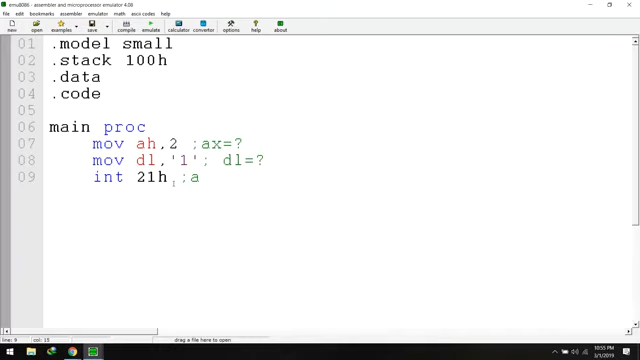 emu8086 - assembler and microprocessor emulator 4.08
file edit bookmarks assembler emulator math ascii codes help
new open examples save compile emulate calculator convertor options help about
01 .model small
02 .stack 100h
03 .data
04 .code
05
06 main proc
07 mov ah,2 ;ax=?
08 mov dl,'1'; dl=?
09 int 21h ;a
line: 9 col: 15 drag a file here to open
10:55 PM
3/1/2019